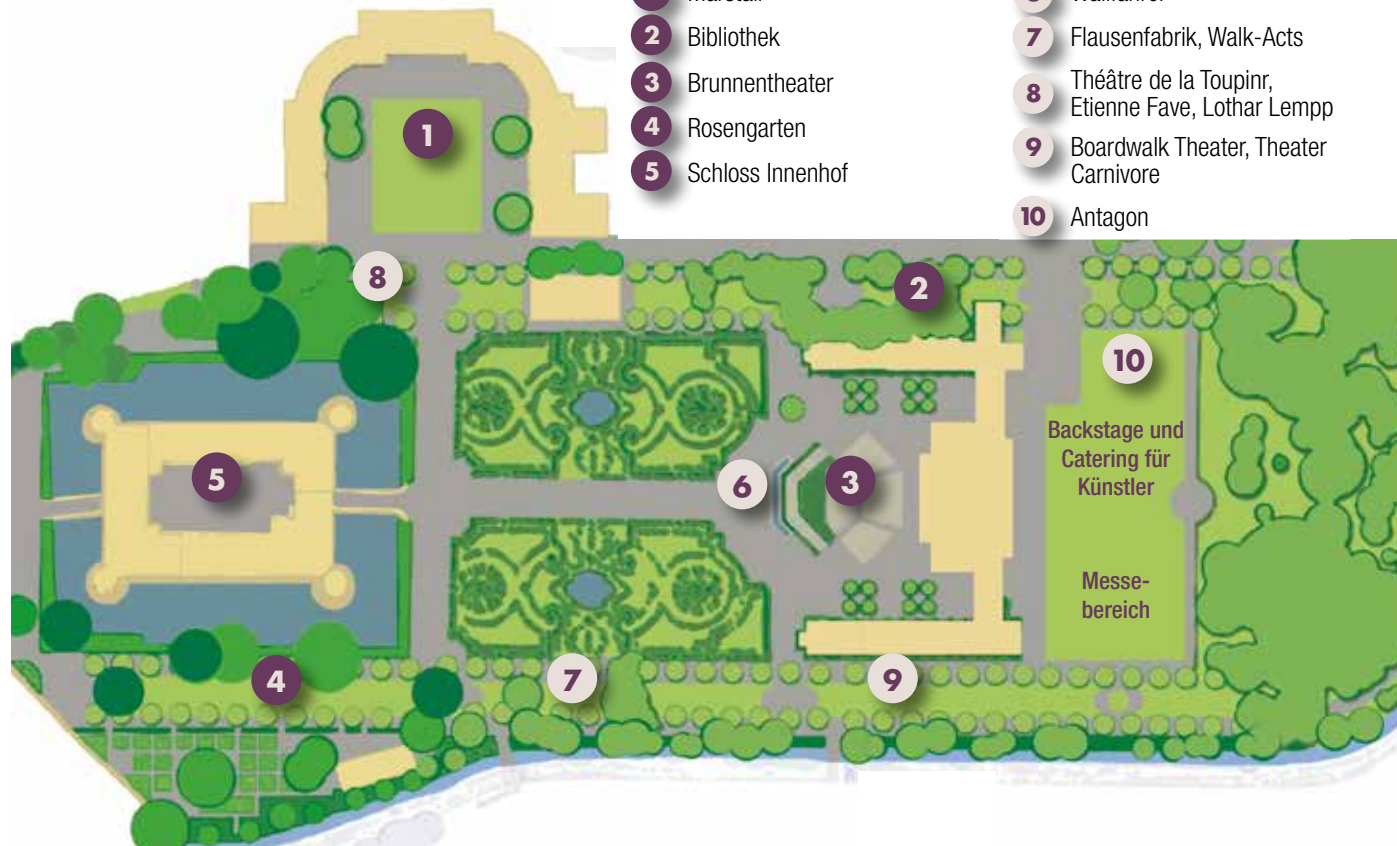 Marstall
2 Bibliothek
3 Brunnentheater
4 Rosengarten
5 Schloss Innenhof
7 Flausenfabrik, Walk-Acts
8 Théâtre de la Toupinr,
Etienne Fave, Lothar Lempp
9 Boardwalk Theater, Theater
Carnivore
10 Antagon
1
8
2
10
Backstage und
Catering für
Künstler
5
6
3
Messe-
bereich
4
7
9